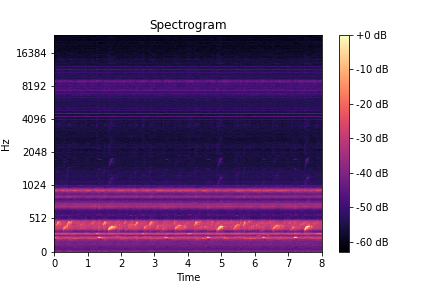 Spectrogram
16384
8192
4096
2048
1024
512
0
Hz
0 1 2 3 4 5 6 7 8
Time
+0 dB
-10 dB
-20 dB
-30 dB
-40 dB
-50 dB
-60 dB